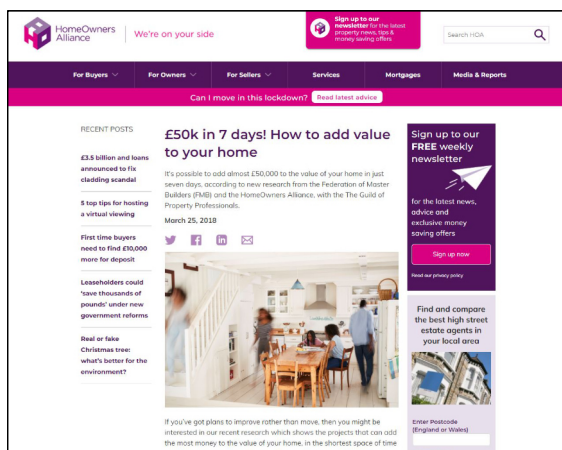 HomeOwners
Alliance
We're on your side
Sign up to our
newsletter for the latest
property news, tips &
money saving offers
Search HOA
For Buyers
For Owners
For Sellers
Services
Mortgages
Media & Reports
Can I move in this lockdown? Read latest advice
RECENT POSTS
£3.5 billion and loans
announced to fix
cladding scandal
5 top tips for hosting
a virtual viewing
First time buyers
need to find £10,000
more for deposit
Leaseholders could
'save thousands of
pounds' under new
government reforms
Real or fake
Christmas tree:
what's better for the
environment?
£50k in 7 days! How to add value
to your home
It's possible to add almost £50,000 to the value of your home in just
seven days, according to new research from the Federation of Master
Builders (FMB) and the HomeOwners Alliance, with The Guild of
Property Professionals.
March 25, 2018
If you've got plans to improve rather than move, then you might be
interested in our recent research which shows the projects that can add
the most money to the value of your home, in the shortest space of time
Sign up to our
FREE weekly
newsletter
for the latest news,
advice and
exclusive money
saving offers
Sign up now
Read our privacy policy
Find and compare
the best high street
estate agents in
your local area
Enter Postcode
(England or Wales)